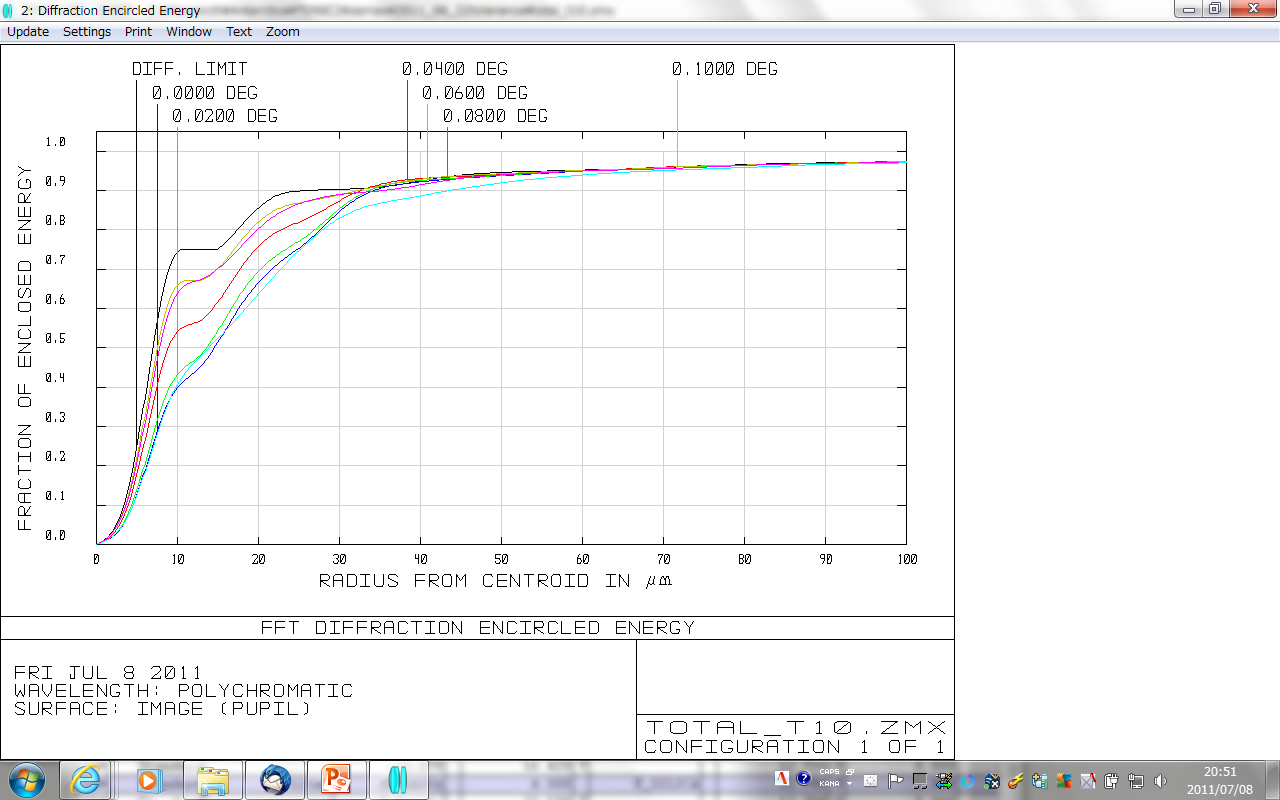 2: Diffraction Encircled Energy
Update Settings Print Window Text Zoom
DIFF. LIMIT
0.0000 DEG
0.0200 DEG
0.0400 DEG
0.0600 DEG
0.0800 DEG
0.1000 DEG
FRACTION OF ENCLOSED ENERGY
1.0
0.9
0.8
0.7
0.6
0.5
0.4
0.3
0.2
0.1
0.0
0 10 20 30 40 50 60 70 80 90 100
RADIUS FROM CENTROID IN µm
FFT DIFFRACTION ENCIRCLED ENERGY
FRI JUL 8 2011
WAVELENGTH: POLYCHROMATIC
SURFACE: IMAGE (PUPIL)
TOTAL_T10.ZMX
CONFIGURATION 1 OF 1
A
CAPS
KANA
20:51
2011/07/08